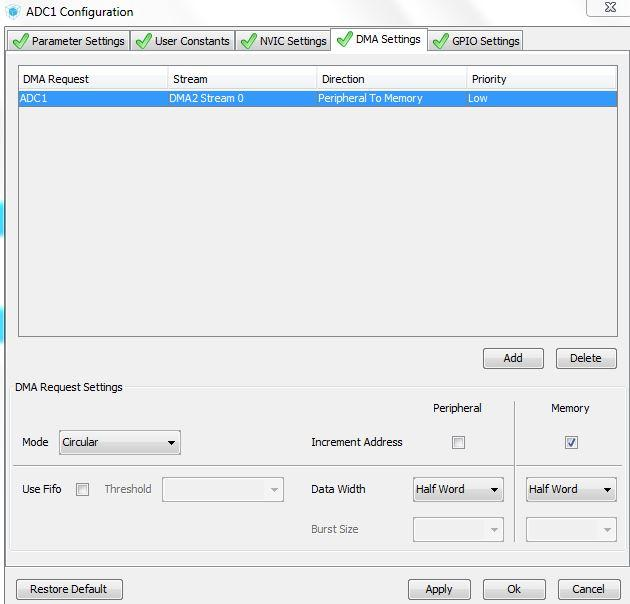 ADC1 Configuration
Parameter Settings User Constants NVIC Settings DMA Settings GPIO Settings
DMA Request Stream Direction Priority
ADC1 DMA2 Stream 0 Peripheral To Memory Low
Add Delete
DMA Request Settings
Peripheral Memory
Mode Circular Increment Address
Use Fifo Threshold Data Width Half Word Half Word
Burst Size
Restore Default Apply Ok Cancel